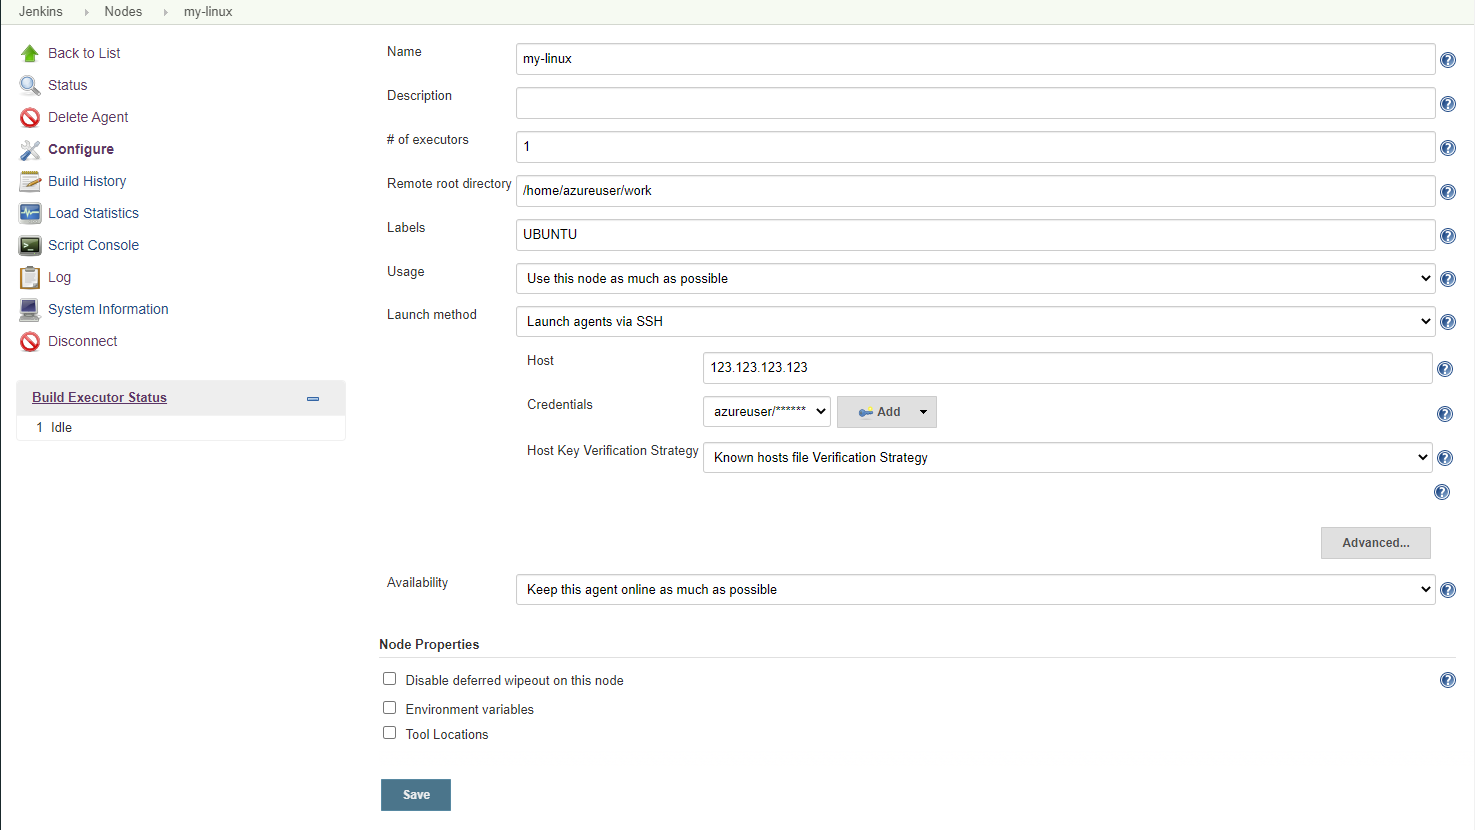 Jenkins Nodes my-linux
Back to List
Status
Delete Agent
Configure
Build History
Load Statistics
Script Console
Log
System Information
Disconnect
Build Executor Status
1 Idle
Name
my-linux
Description
# of executors
1
Remote root directory
/home/azureuser/work
Labels
UBUNTU
Usage
Use this node as much as possible
Launch method
Launch agents via SSH
Host
123.123.123.123
Credentials
azureuser/******
Add
Host Key Verification Strategy
Known hosts file Verification Strategy
Advanced...
Availability
Keep this agent online as much as possible
Node Properties
Disable deferred wipeout on this node
Environment variables
Tool Locations
Save